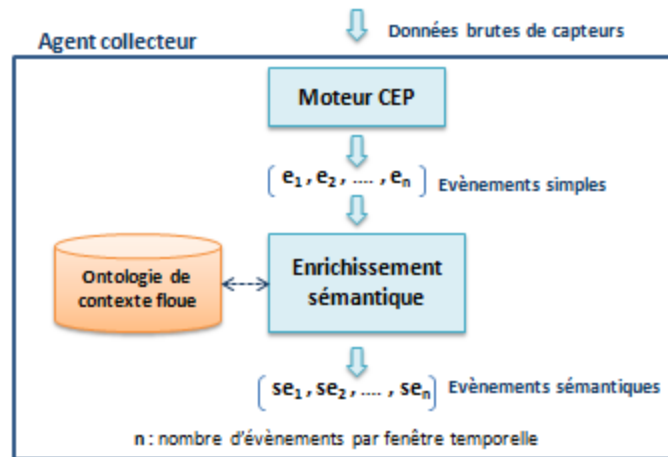 Données brutes de capteurs
Agent collecteur
Moteur CEP
[ e₁ , e₂ , .... , eₙ ] Evènements simples
Enrichissement
sémantique
Ontologie de
contexte floue
[ se₁ , se₂ , .... , seₙ ] Evènements sémantiques
n : nombre d'évènements par fenêtre temporelle